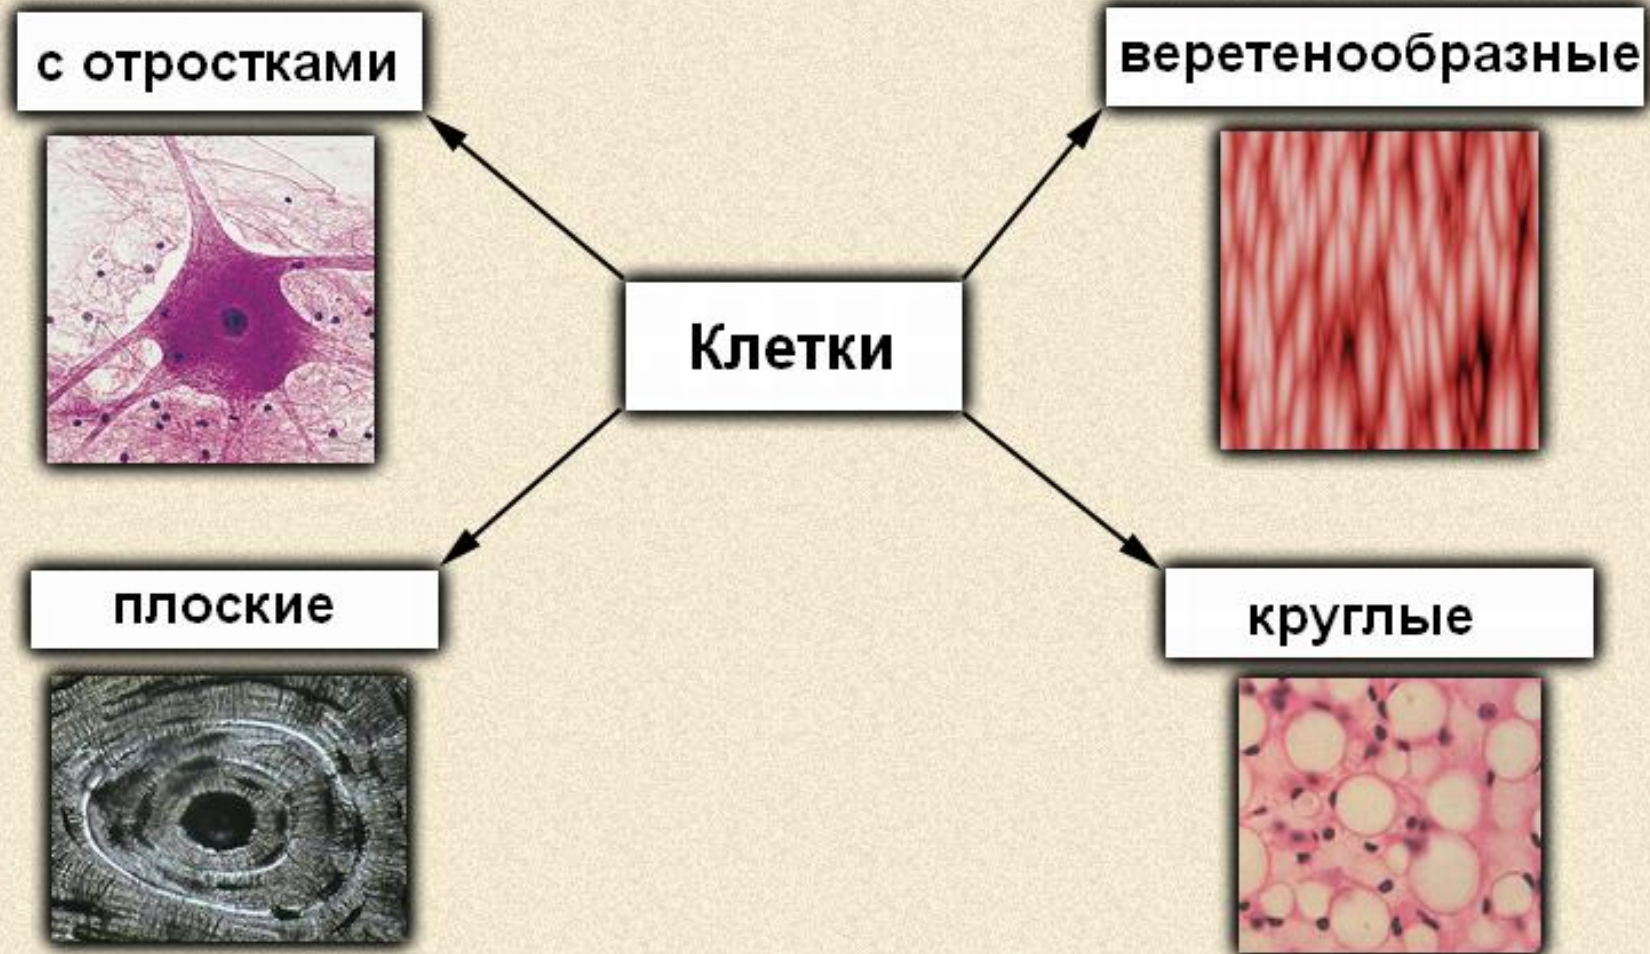 с отростками
веретенообразные
Клетки
плоские
круглые